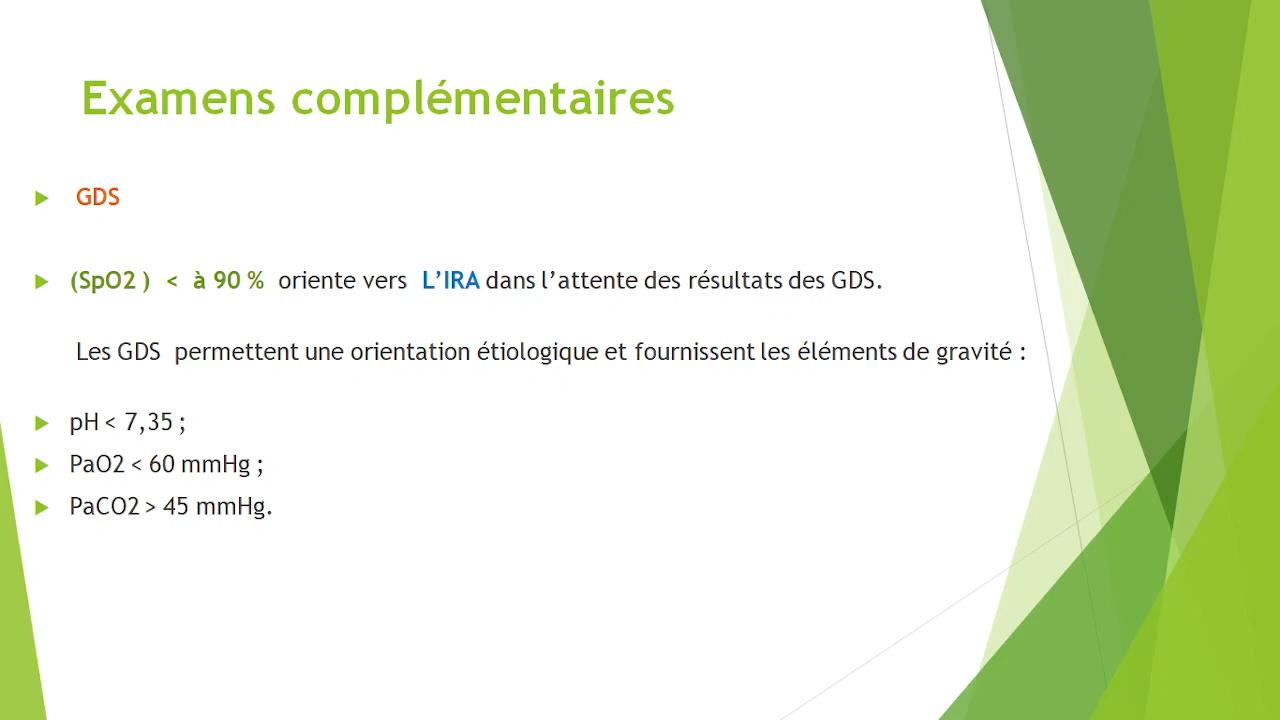 Examens complémentaires
GDS
(SpO2 ) < à 90 % oriente vers L’IRA dans l’attente des résultats des GDS.
Les GDS permettent une orientation étiologique et fournissent les éléments de gravité :
pH < 7,35 ;
PaO2 < 60 mmHg ;
PaCO2 > 45 mmHg.